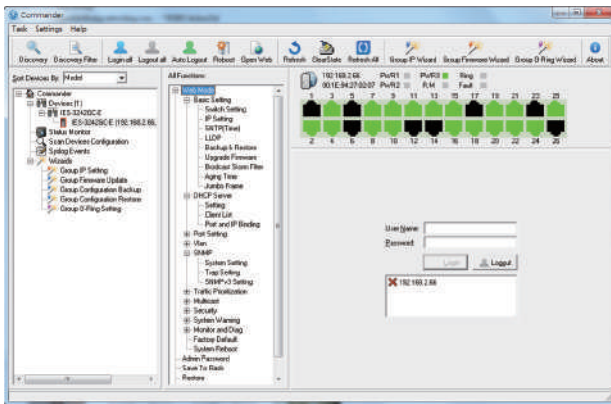 Commander
Task Settings Help
Discovery Discovery Filter Login all Logout all Auto Logout Reboot Open Web Refresh ClearState Refresh All Group IP Wizard Group Firmware Wizard Group O-Ring Wizard About
Sort Devices By: Model
Commander
Devices (1)
IES-3242GC-E
IES-3242GC-E (192.168.2.66,
Status Monitor
Scan Devices Configuration
Syslog Events
Wizards
Group IP Setting
Group Firmware Update
Group Configuration Backup
Group Configuration Restore
Group O-Ring Setting
All Functions:
Web Mode
Basic Setting
Switch Setting
IP Setting
SNTP(Time)
LLDP
Backup & Restore
Upgrade Firmware
Brodcast Storm Filter
Aging Time
Jumbo Frame
DHCP Server
Setting
Client List
Port and IP Binding
Port Setting
Vlan
SNMP
System Setting
Trap Setting
SNMPv3 Setting
Traffic Prioritization
Multicast
Security
System Warning
Monitor and Diag
Factory Default
System Reboot
Admin Password
Save To Flash
Restore
192.168.2.66 PwR1 PwR3 Ring
00:1E:94:27:02:07 PwR2 R.M Fault
1 3 5 7 9 11 13 15 17 19 21 23 25
2 4 6 8 10 12 14 16 18 20 22 24 26
User Name:
Password:
Login Logout
192.168.2.66